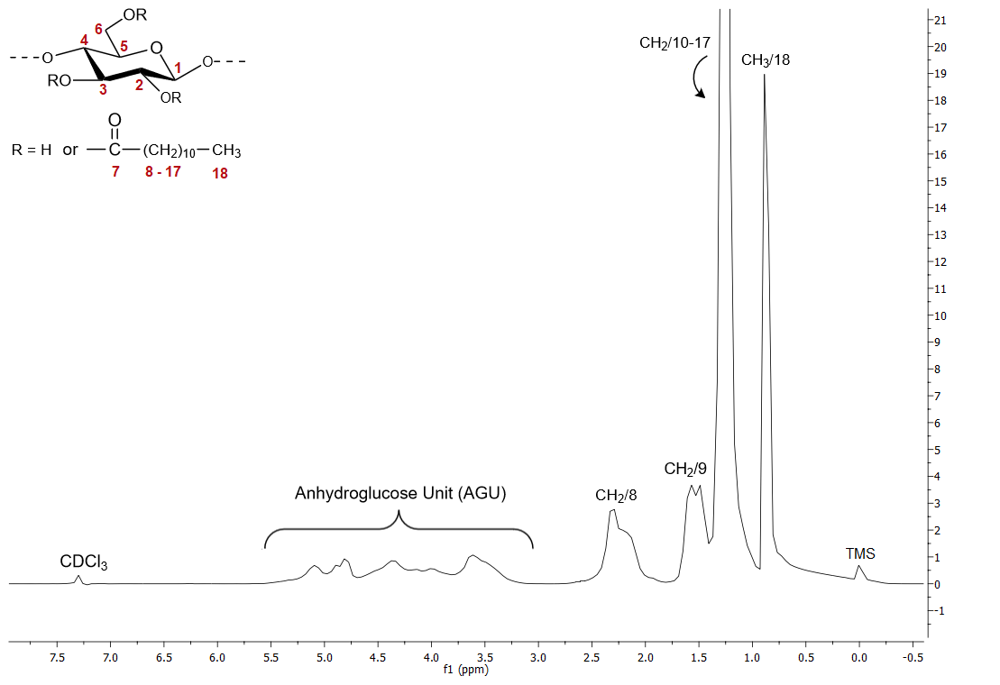 OR
6
4
5
O
O
1
O
RO
3
2
OR
O
R = H or
C
(CH₂)₁₀
CH₃
7
8 - 17
18
CH₂/10-17
CH₃/18
CH₂/9
CH₂/8
Anhydroglucose Unit (AGU)
CDCl₃
TMS
21
20
19
18
17
16
15
14
13
12
11
10
9
8
7
6
5
4
3
2
1
0
-1
7.5 7.0 6.5 6.0 5.5 5.0 4.5 4.0 3.5 3.0 2.5 2.0 1.5 1.0 0.5 0.0 -0.5
f1 (ppm)